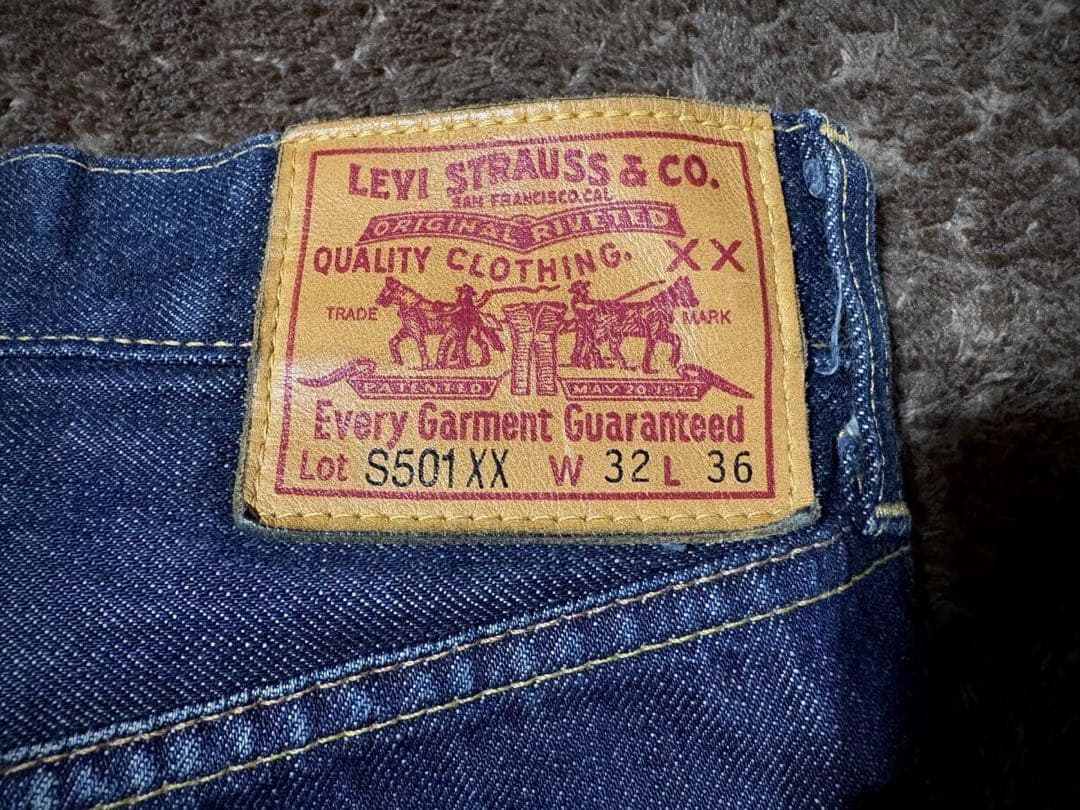 LEVI STRAUSS & CO.
SAN FRANCISCO.CAL
ORIGINAL RIVETED
QUALITY CLOTHING. XX
TRADE MARK
PATENTED MAY 20 1873
Every Garment Guaranteed
Lot S501XX W 32 L 36